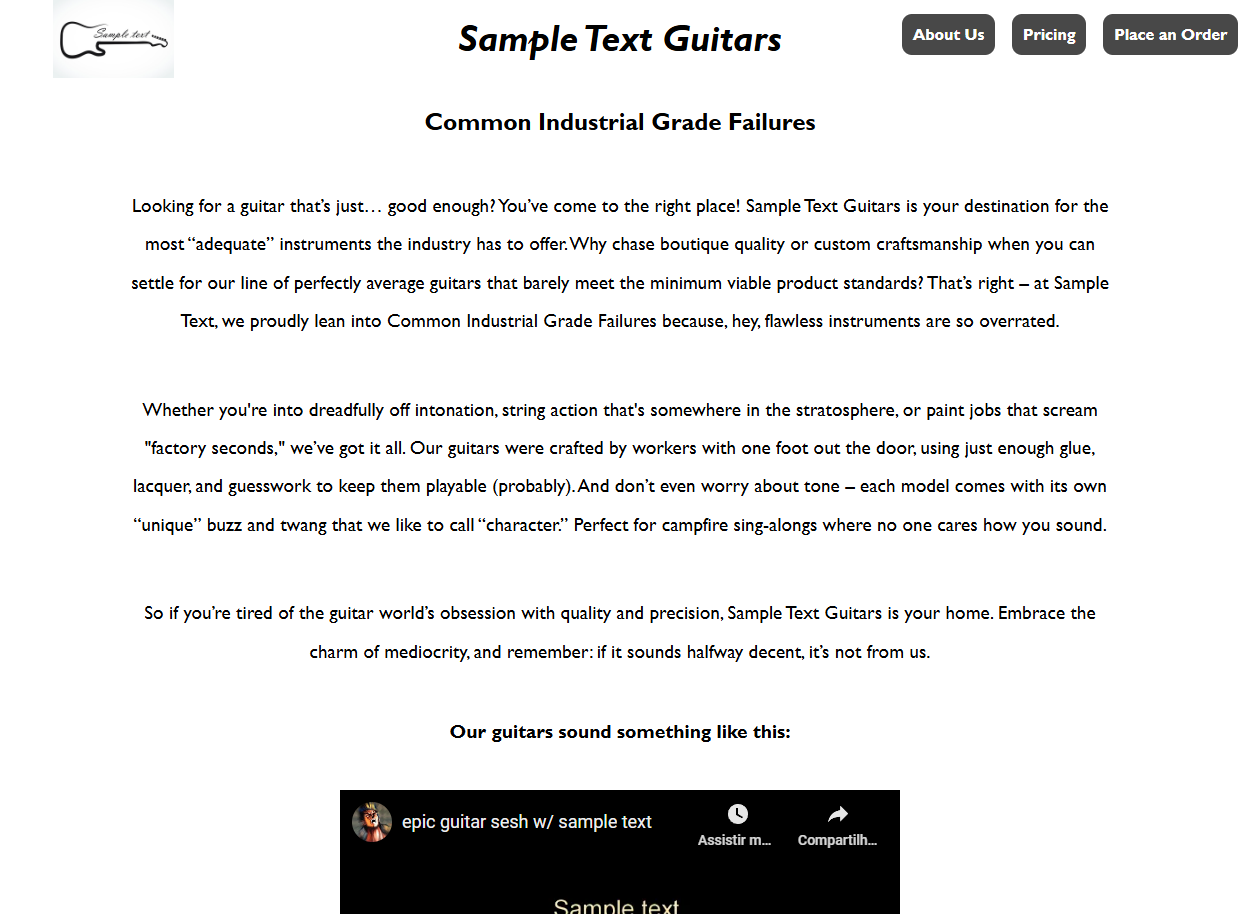 Sample text
Sample Text Guitars
About Us
Pricing
Place an Order
Common Industrial Grade Failures
Looking for a guitar that’s just… good enough? You’ve come to the right place! Sample Text Guitars is your destination for the
most “adequate” instruments the industry has to offer. Why chase boutique quality or custom craftsmanship when you can
settle for our line of perfectly average guitars that barely meet the minimum viable product standards? That’s right – at Sample
Text, we proudly lean into Common Industrial Grade Failures because, hey, flawless instruments are so overrated.
Whether you're into dreadfully off intonation, string action that's somewhere in the stratosphere, or paint jobs that scream
"factory seconds," we’ve got it all. Our guitars were crafted by workers with one foot out the door, using just enough glue,
lacquer, and guesswork to keep them playable (probably). And don’t even worry about tone – each model comes with its own
“unique” buzz and twang that we like to call “character.” Perfect for campfire sing-alongs where no one cares how you sound.
So if you’re tired of the guitar world’s obsession with quality and precision, Sample Text Guitars is your home. Embrace the
charm of mediocrity, and remember: if it sounds halfway decent, it’s not from us.
Our guitars sound something like this:
epic guitar sesh w/ sample text
Assistir m...
Compartilh...
Sample text